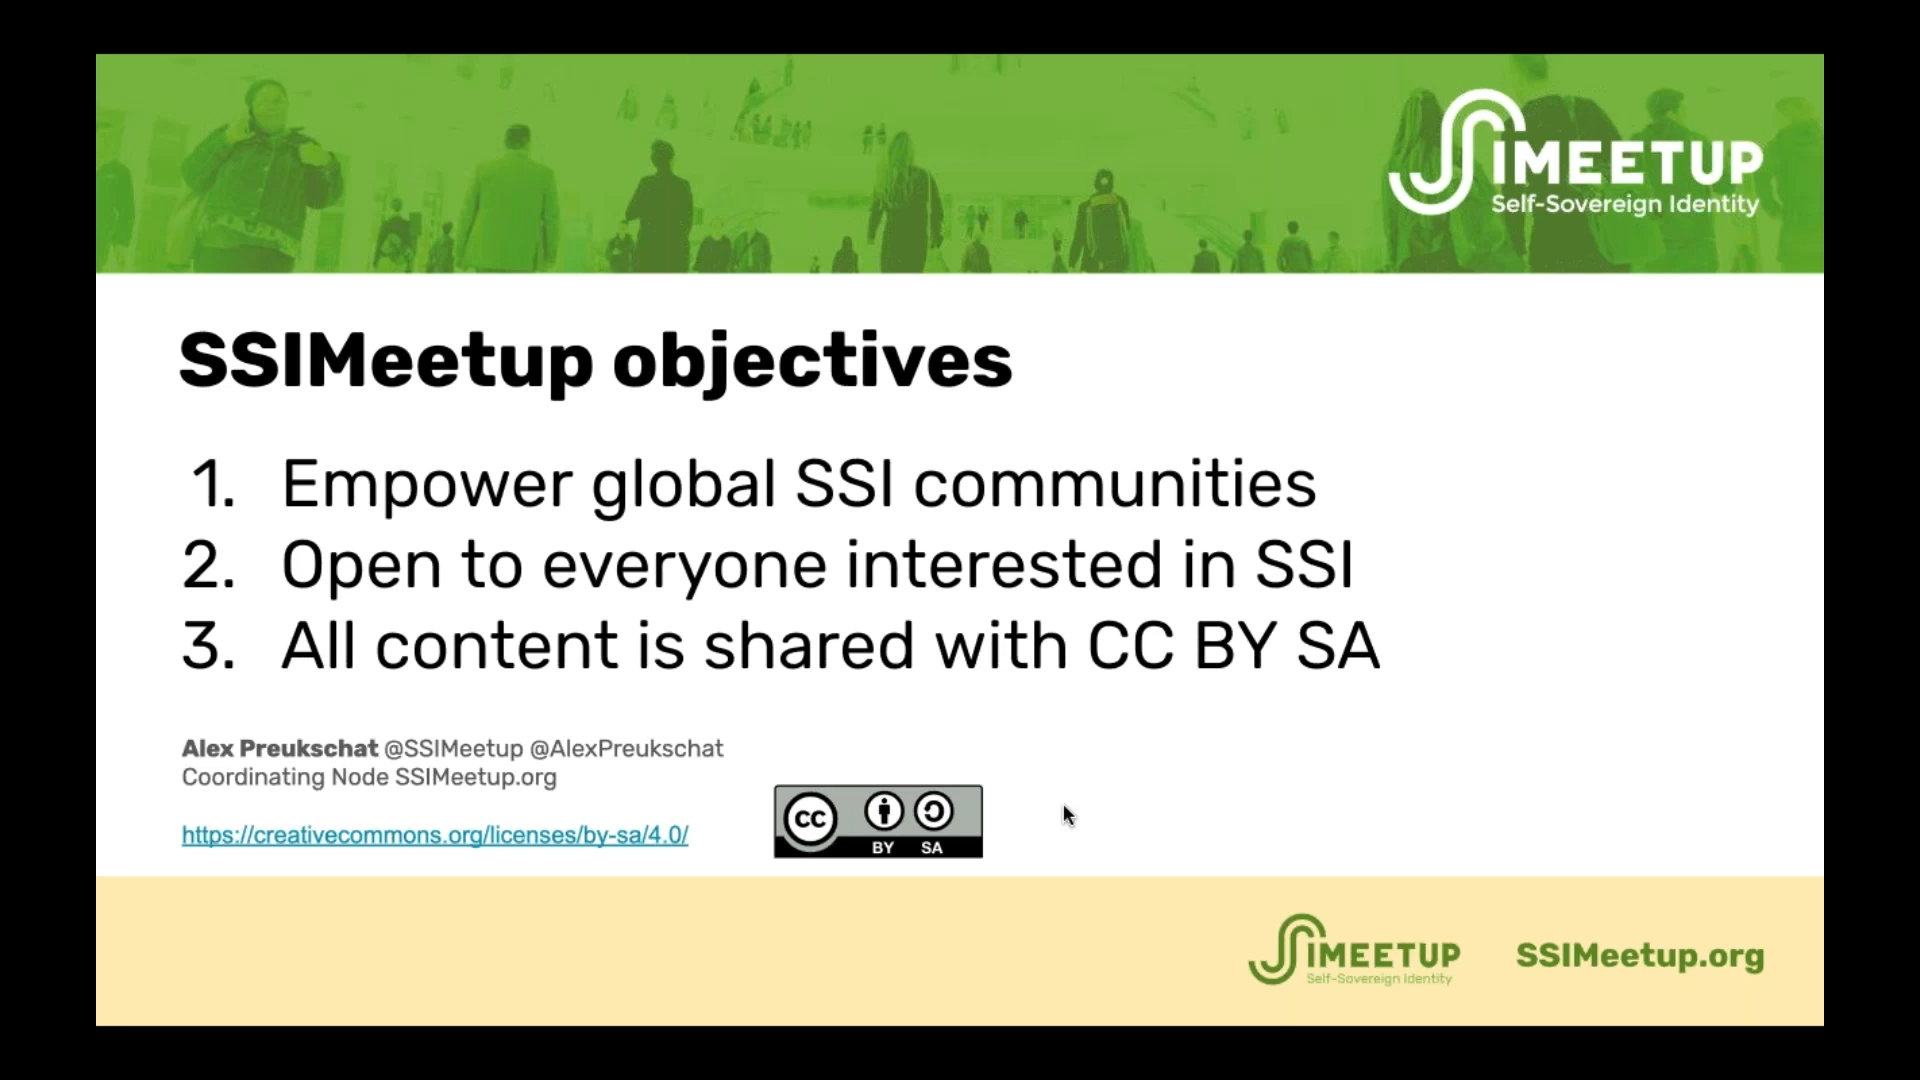 SSIMEETUP
Self-Sovereign Identity
SSIMeetup objectives
1. Empower global SSI communities
2. Open to everyone interested in SSI
3. All content is shared with CC BY SA
Alex Preukschat @SSIMeetup @AlexPreukschat
Coordinating Node SSIMeetup.org
https://creativecommons.org/licenses/by-sa/4.0/
cc
BY SA
SSIMEETUP
Self-Sovereign Identity
SSIMeetup.org